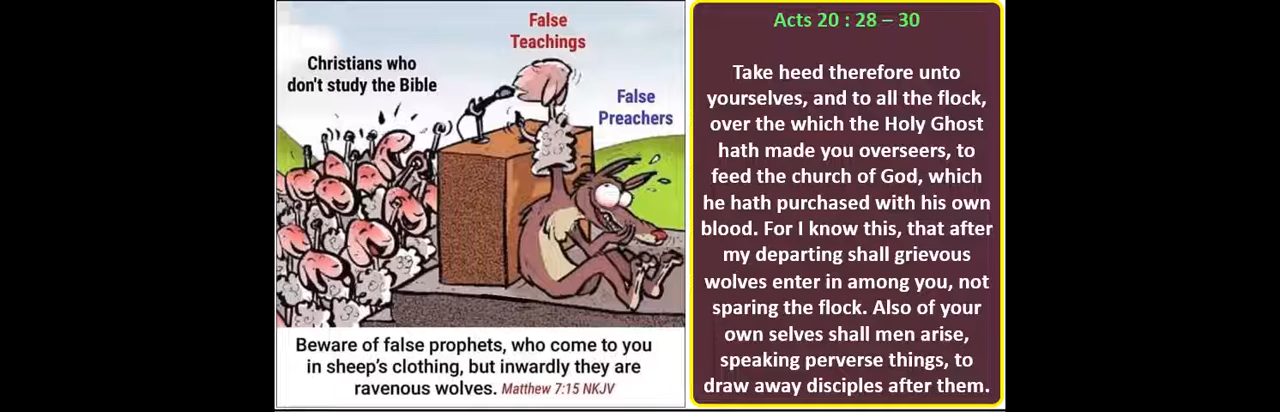 False
Teachings
Christians who
don't study the Bible
False
Preachers
Beware of false prophets, who come to you
in sheep's clothing, but inwardly they are
ravenous wolves. Matthew 7:15 NKJV
Acts 20 : 28 – 30
Take heed therefore unto
yourselves, and to all the flock,
over the which the Holy Ghost
hath made you overseers, to
feed the church of God, which
he hath purchased with his own
blood. For I know this, that after
my departing shall grievous
wolves enter in among you, not
sparing the flock. Also of your
own selves shall men arise,
speaking perverse things, to
draw away disciples after them.